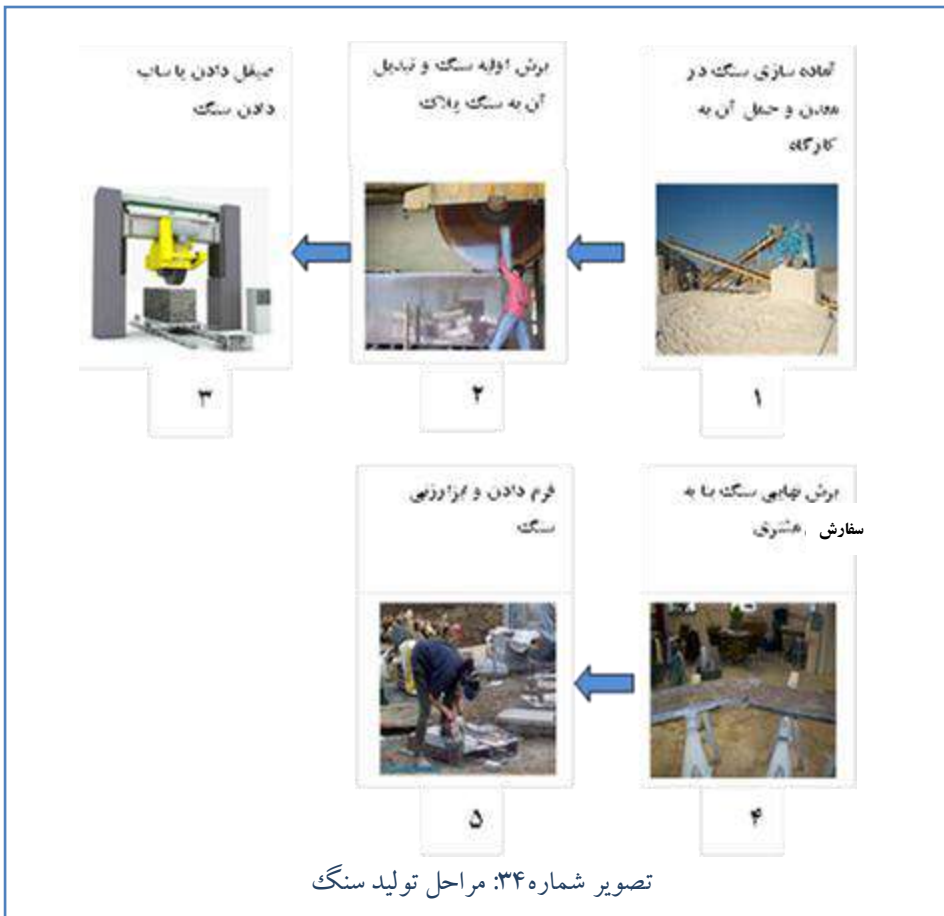 آماده سازی سنگ در
معدن و حمل آن به
کارگاه
۱
برش اولیه سنگ و تبدیل
آن به سنگ پلاک
۲
صیقل دادن یا ساب
دادن سنگ
۳
برش نهایی سنگ بنا به
سفارش مشتری
۴
فرم دادن و ابزارزنی
سنگ
۵
تصویر شماره۳۴: مراحل تولید سنگ